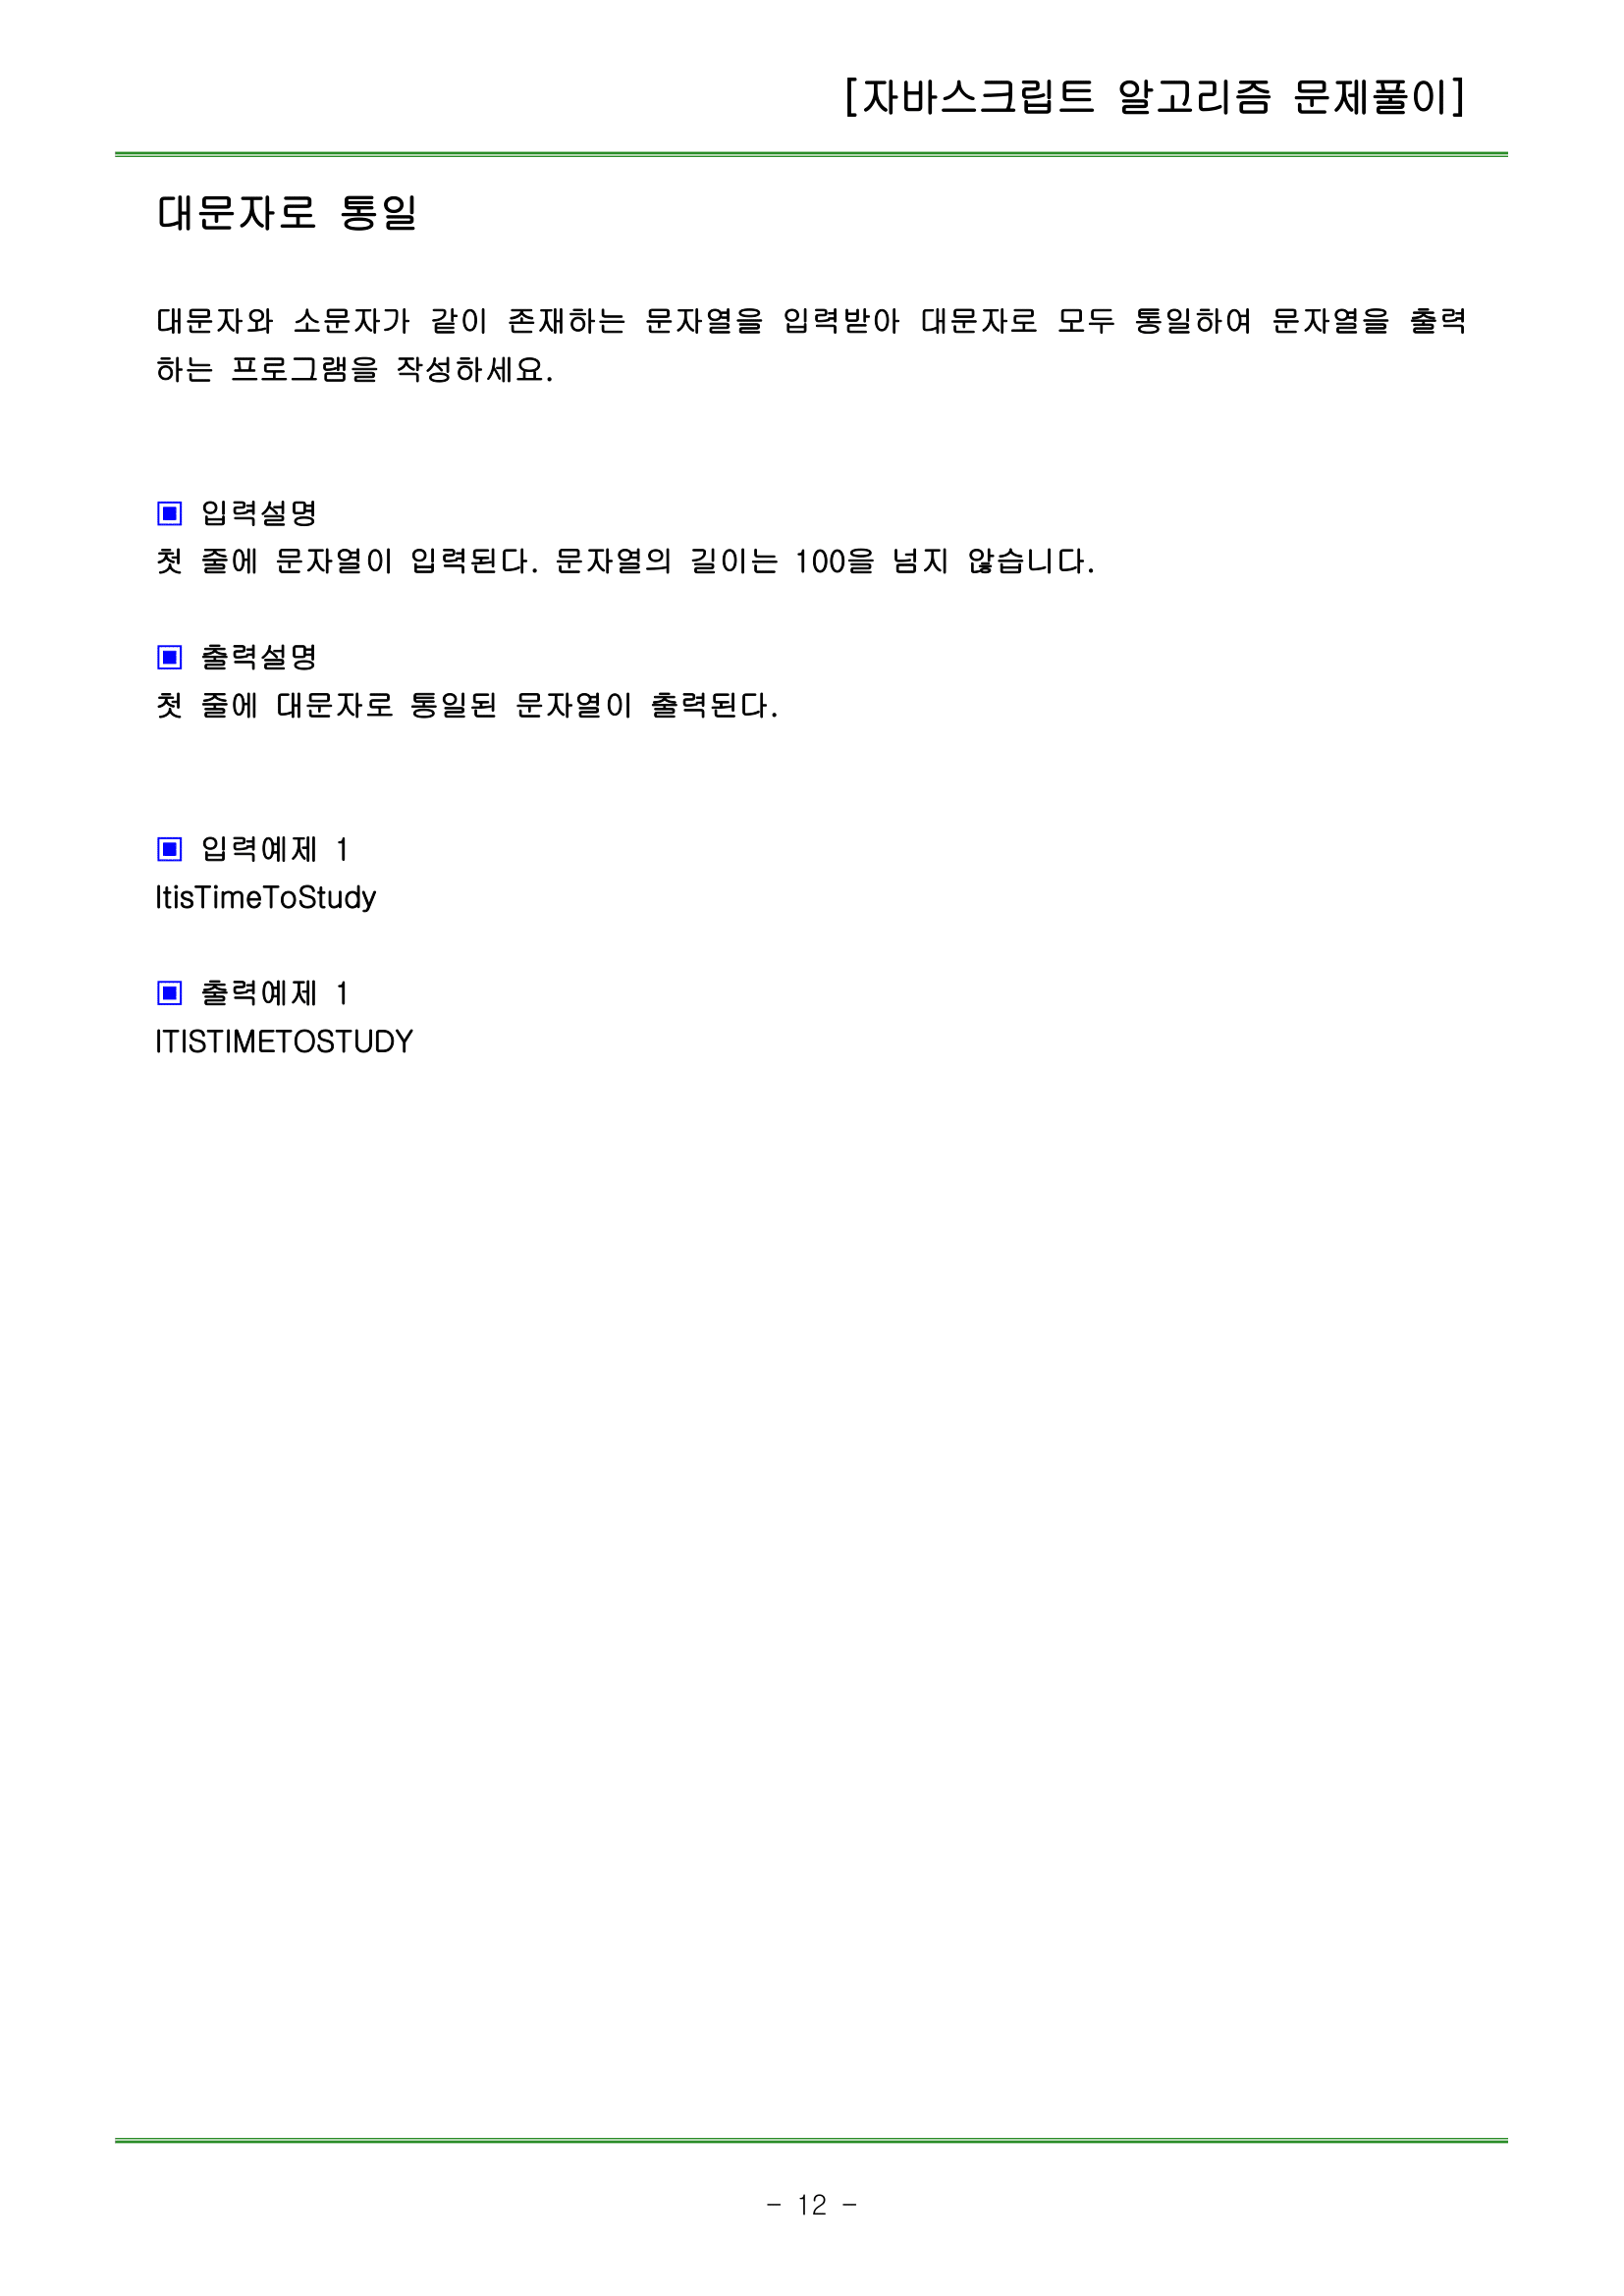 [자바스크립트 알고리즘 문제풀이]
대문자로 통일
대문자와 소문자가 같이 존재하는 문자열을 입력받아 대문자로 모두 통일하여 문자열을 출력
하는 프로그램을 작성하세요.
▣ 입력설명
첫 줄에 문자열이 입력된다. 문자열의 길이는 100을 넘지 않습니다.
▣ 출력설명
첫 줄에 대문자로 통일된 문자열이 출력된다.
▣ 입력예제 1
ItisTimeToStudy
▣ 출력예제 1
ITISTIMETOSTUDY
- 12 -